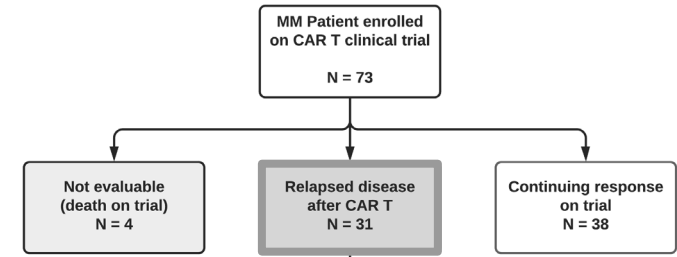 MM Patient enrolled
on CAR T clinical trial
N = 73
Not evaluable
(death on trial)
N = 4
Relapsed disease
after CAR T
N = 31
Continuing response
on trial
N = 38